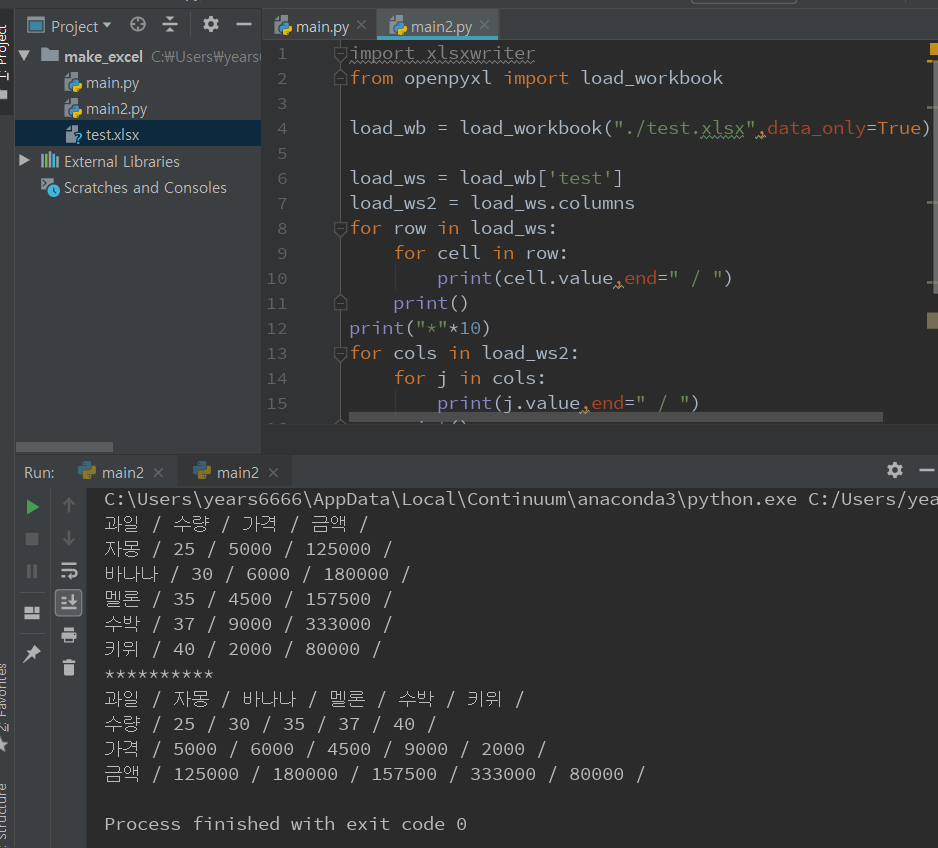 Project
main.py
main2.py
1: Project
make_excel C:￦Users￦years
main.py
main2.py
test.xlsx
External Libraries
Scratches and Consoles
1 import xlsxwriter
2 from openpyxl import load_workbook
3
4 load_wb = load_workbook("./test.xlsx",data_only=True)
5
6 load_ws = load_wb['test']
7 load_ws2 = load_ws.columns
8 for row in load_ws:
9 for cell in row:
10 print(cell.value,end=" / ")
11 print()
12 print("*"*10)
13 for cols in load_ws2:
14 for j in cols:
15 print(j.value,end=" / ")
Run:
main2
main2
C:\Users\years6666\AppData\Local\Continuum\anaconda3\python.exe C:/Users/yea
과일 / 수량 / 가격 / 금액 /
자몽 / 25 / 5000 / 125000 /
바나나 / 30 / 6000 / 180000 /
멜론 / 35 / 4500 / 157500 /
수박 / 37 / 9000 / 333000 /
키위 / 40 / 2000 / 80000 /
**********
과일 / 자몽 / 바나나 / 멜론 / 수박 / 키위 /
수량 / 25 / 30 / 35 / 37 / 40 /
가격 / 5000 / 6000 / 4500 / 9000 / 2000 /
금액 / 125000 / 180000 / 157500 / 333000 / 80000 /
Process finished with exit code 0
2: Favorites
Structure